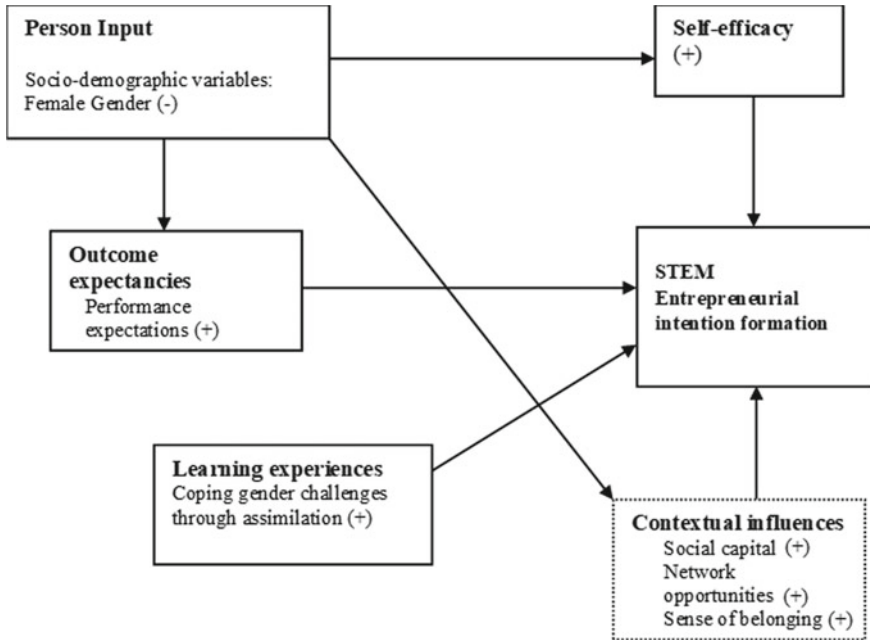 Person Input
Socio-demographic variables:
Female Gender (-)
Self-efficacy
(+)
Outcome
expectancies
Performance
expectations (+)
STEM
Entrepreneurial
intention formation
Learning experiences
Coping gender challenges
through assimilation (+)
Contextual influences
Social capital (+)
Network
opportunities (+)
Sense of belonging (+)